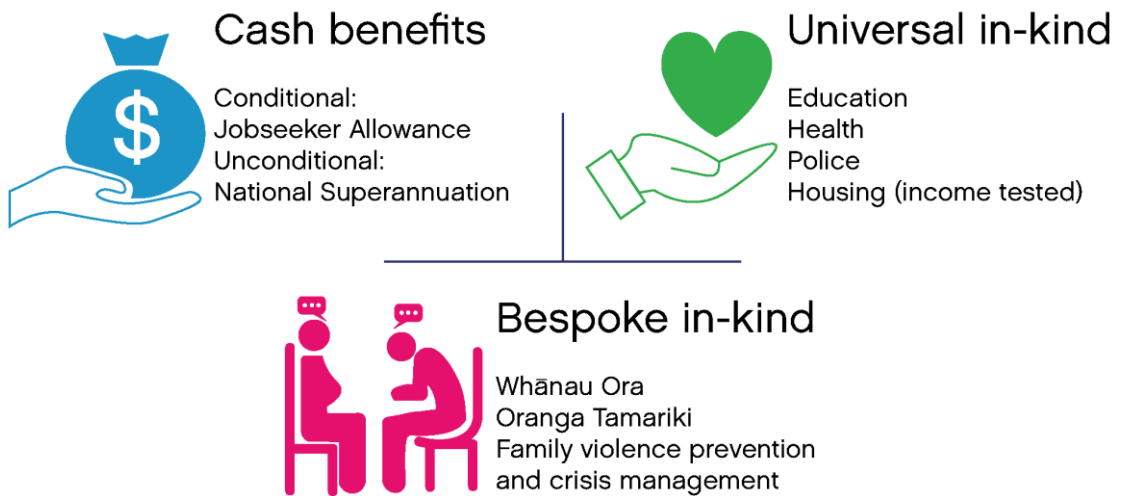 Cash benefits
Conditional:
Jobseeker Allowance
Unconditional:
National Superannuation
$
Universal in-kind
Education
Health
Police
Housing (income tested)
Bespoke in-kind
Whānau Ora
Oranga Tamariki
Family violence prevention
and crisis management